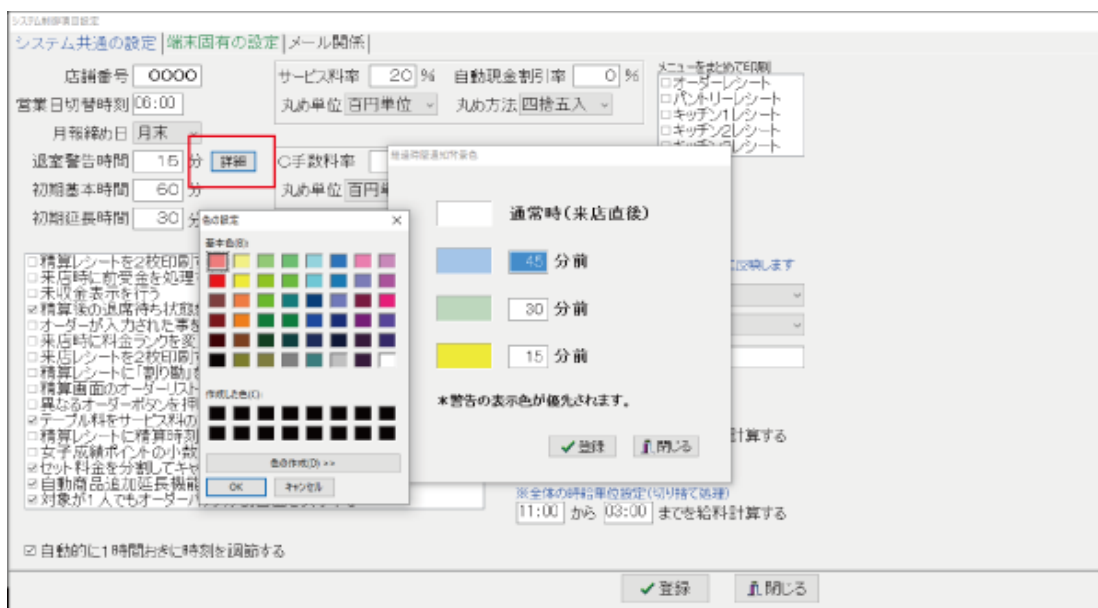 システム制御項目設定
システム共通の設定 端末固有の設定 メール関係
店舗番号 0000
サービス料率 20 % 自動現金割引率 0 %
メニューをまとめて印刷
営業日切替時刻 06:00
丸め単位 百円単位 丸め方法 四捨五入
オーダーレシート
パントリーレシート
キッチン1レシート
キッチン2レシート
月報締め日 月末
退室警告時間 15 分 詳細
C手数料率
初期基本時間 60 分
丸め単位 百円単
初期延長時間 30 分
経過時間通知背景色
通常時(来店直後)
45 分前
30 分前
15 分前
*警告の表示色が優先されます。
登録 閉じる
色の設定
基本色(B):
作成した色(C):
色の作成(D) >>
OK キャンセル
精算レシートを2枚印刷
来店時に前受金を処理
未収金表示を行う
精算後の退席待ち状態
オーダーが入力された事を
来店時に料金ランクを変
来店レシートを2枚印刷
精算レシートに「割り勘」を
精算画面のオーダーリスト
異なるオーダーボタンを押
テーブル料をサービス料の
精算レシートに精算時刻
女子成績ポイントの小数
セット料金を分割してキャ
自動商品追加延長機能
対象が1人でもオーダーバ
に反映します
計算する
※全体の時給単位設定(切り捨て処理)
11:00 から 03:00 までを給料計算する
自動的に1時間おきに時刻を調節する
登録 閉じる